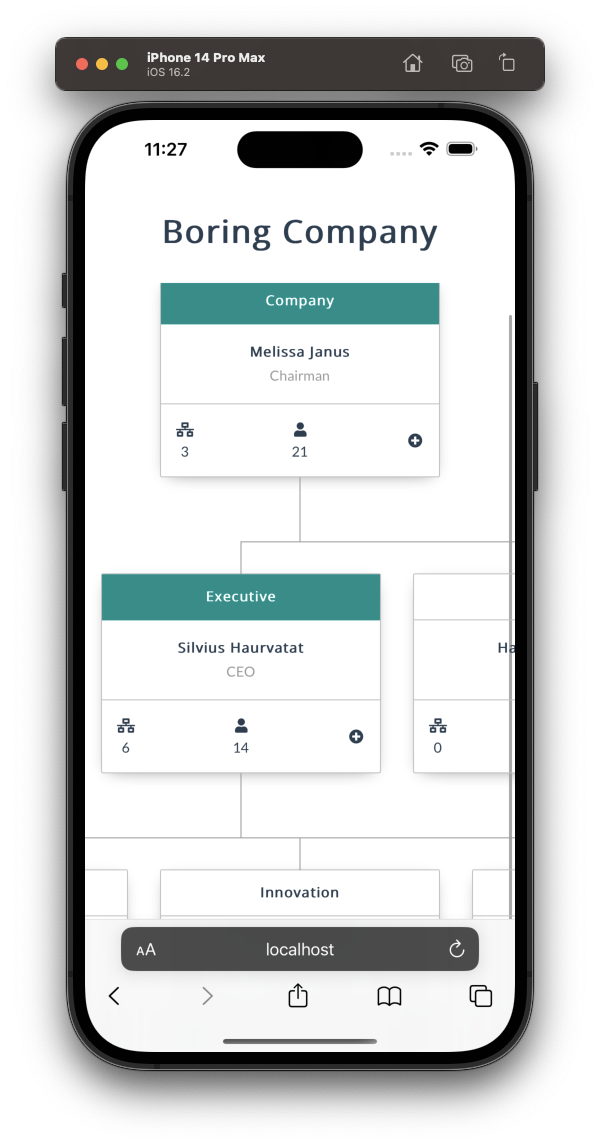 iPhone 14 Pro Max
iOS 16.2
11:27
Boring Company
Company
Melissa Janus
Chairman
3 21
Executive
Silvius Haurvatat
CEO
Ha
6 14 0
Innovation
AA localhost